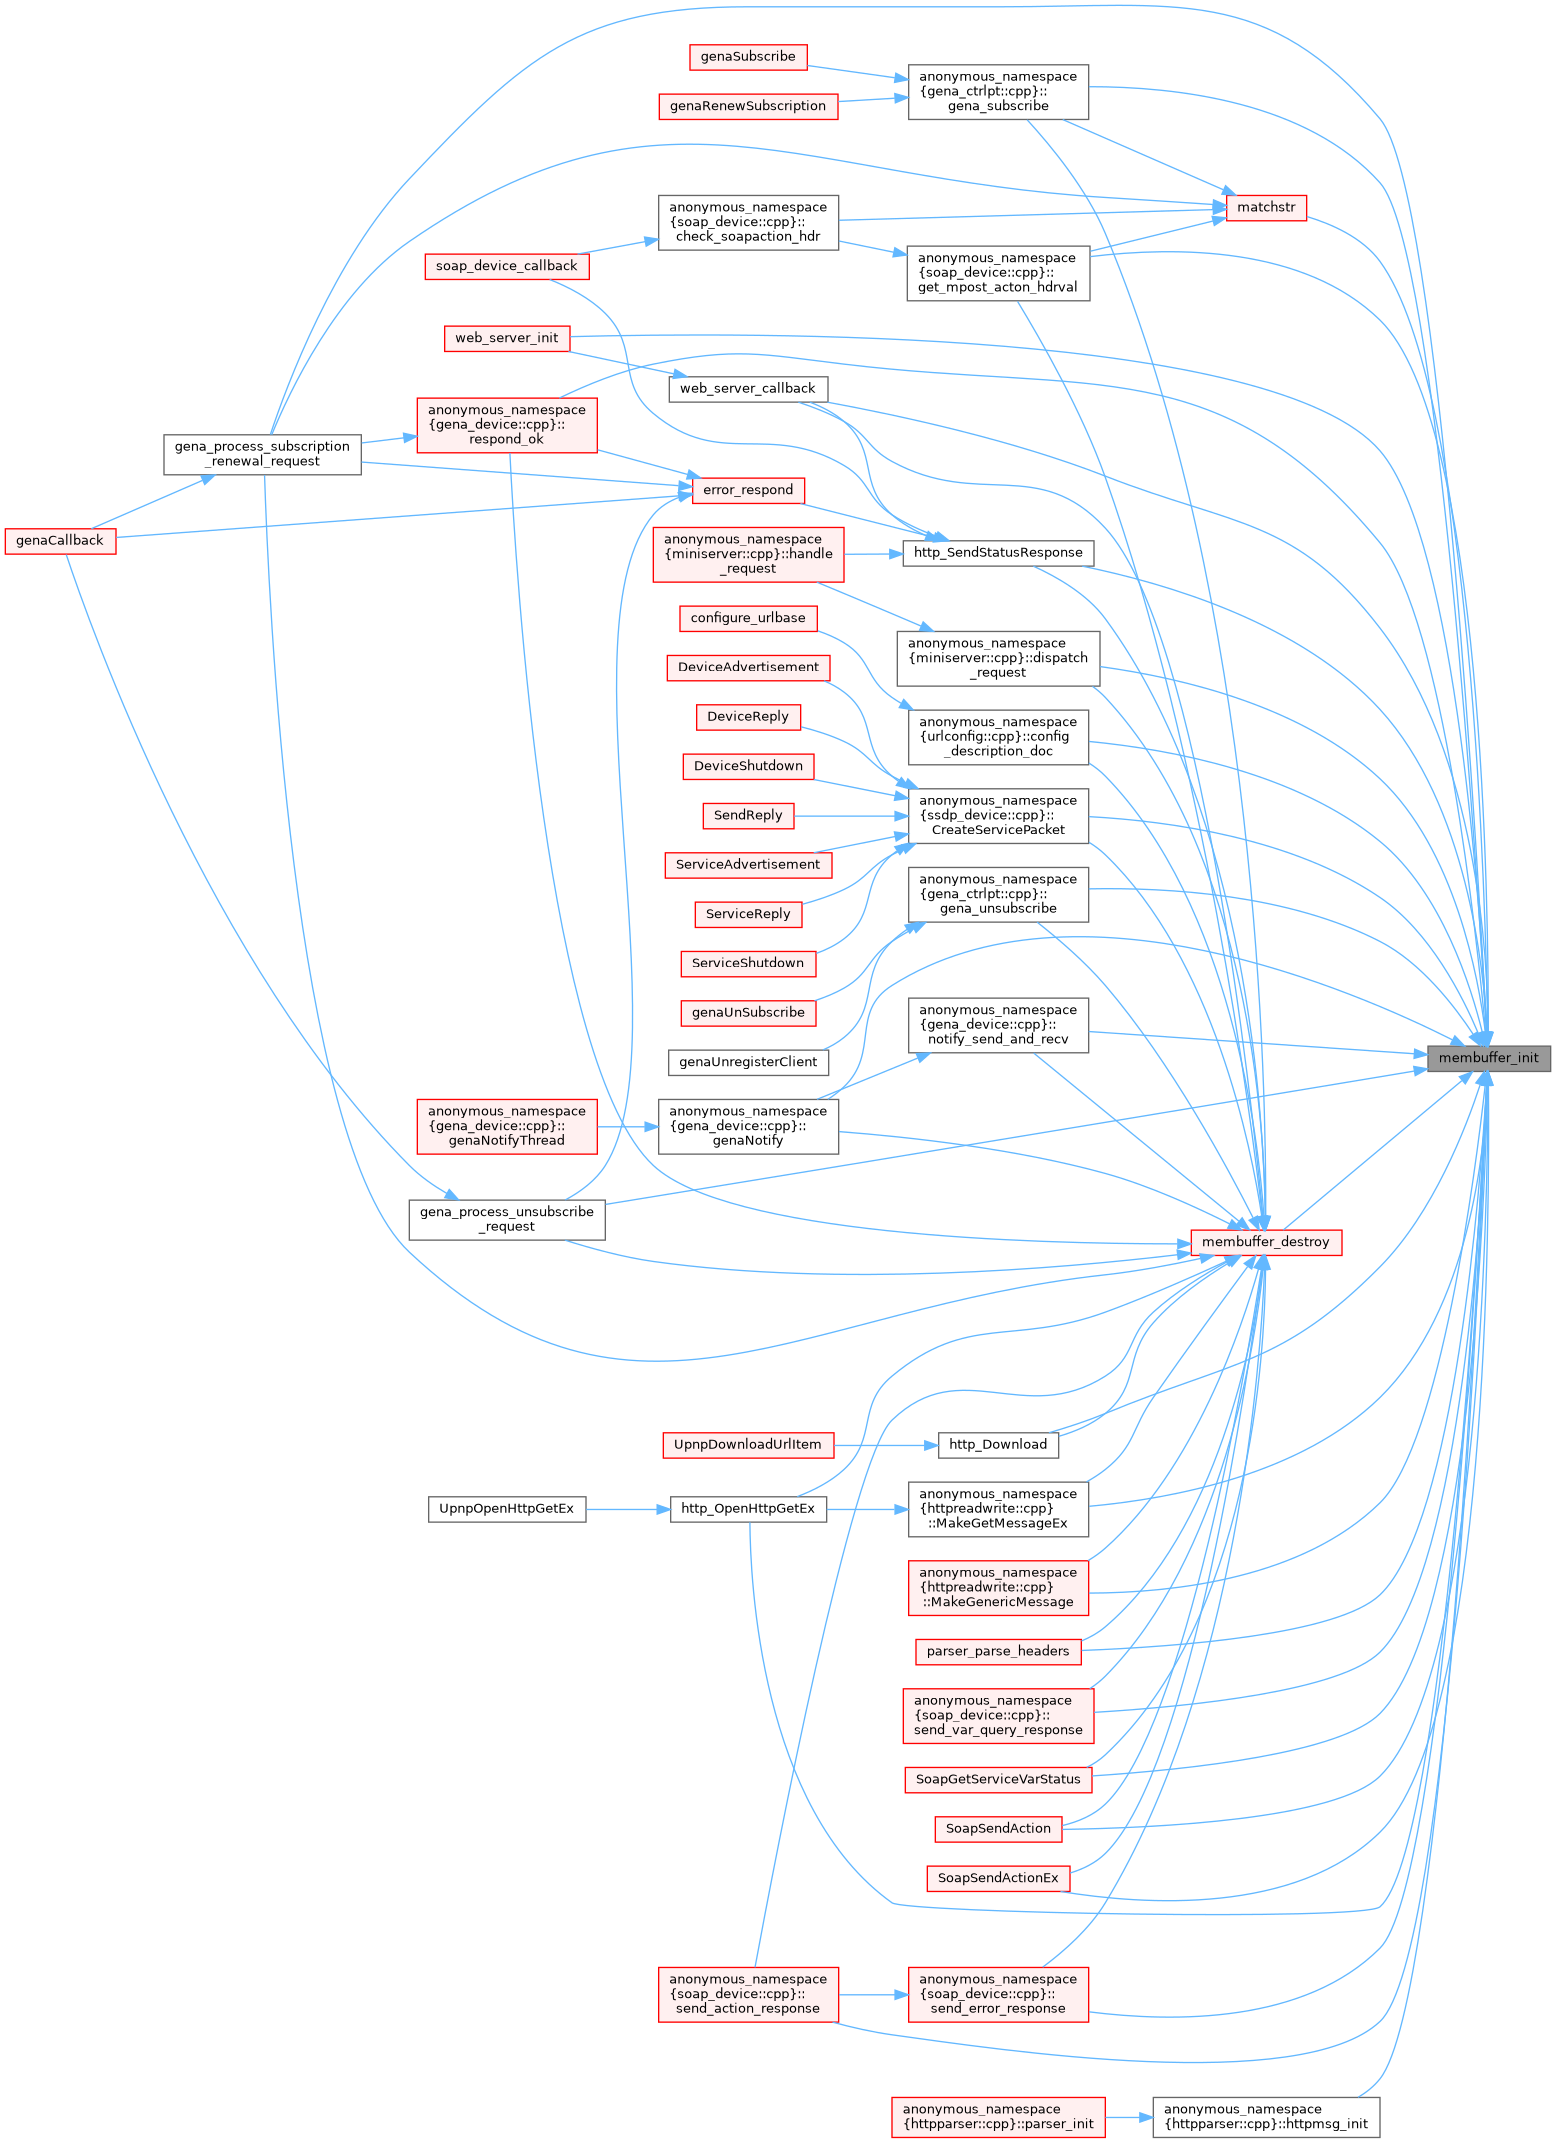 genaSubscribe
anonymous_namespace
{gena_ctrlpt::cpp}::
gena_subscribe
genaRenewSubscription
matchstr
anonymous_namespace
{soap_device::cpp}::
check_soapaction_hdr
soap_device_callback
anonymous_namespace
{soap_device::cpp}::
get_mpost_acton_hdrval
web_server_init
web_server_callback
anonymous_namespace
{gena_device::cpp}::
respond_ok
gena_process_subscription
_renewal_request
error_respond
genaCallback
anonymous_namespace
{miniserver::cpp}::handle
_request
http_SendStatusResponse
configure_urlbase
anonymous_namespace
{miniserver::cpp}::dispatch
_request
DeviceAdvertisement
DeviceReply
anonymous_namespace
{urlconfig::cpp}::config
_description_doc
DeviceShutdown
SendReply
anonymous_namespace
{ssdp_device::cpp}::
CreateServicePacket
ServiceAdvertisement
ServiceReply
anonymous_namespace
{gena_ctrlpt::cpp}::
gena_unsubscribe
ServiceShutdown
genaUnSubscribe
anonymous_namespace
{gena_device::cpp}::
notify_send_and_recv
genaUnregisterClient
membuffer_init
anonymous_namespace
{gena_device::cpp}::
genaNotifyThread
anonymous_namespace
{gena_device::cpp}::
genaNotify
gena_process_unsubscribe
_request
membuffer_destroy
UpnpDownloadUrlItem
http_Download
UpnpOpenHttpGetEx
http_OpenHttpGetEx
anonymous_namespace
{httpreadwrite::cpp}
::MakeGetMessageEx
anonymous_namespace
{httpreadwrite::cpp}
::MakeGenericMessage
parser_parse_headers
anonymous_namespace
{soap_device::cpp}::
send_var_query_response
SoapGetServiceVarStatus
SoapSendAction
SoapSendActionEx
anonymous_namespace
{soap_device::cpp}::
send_action_response
anonymous_namespace
{soap_device::cpp}::
send_error_response
anonymous_namespace
{httpparser::cpp}::parser_init
anonymous_namespace
{httpparser::cpp}::httpmsg_init